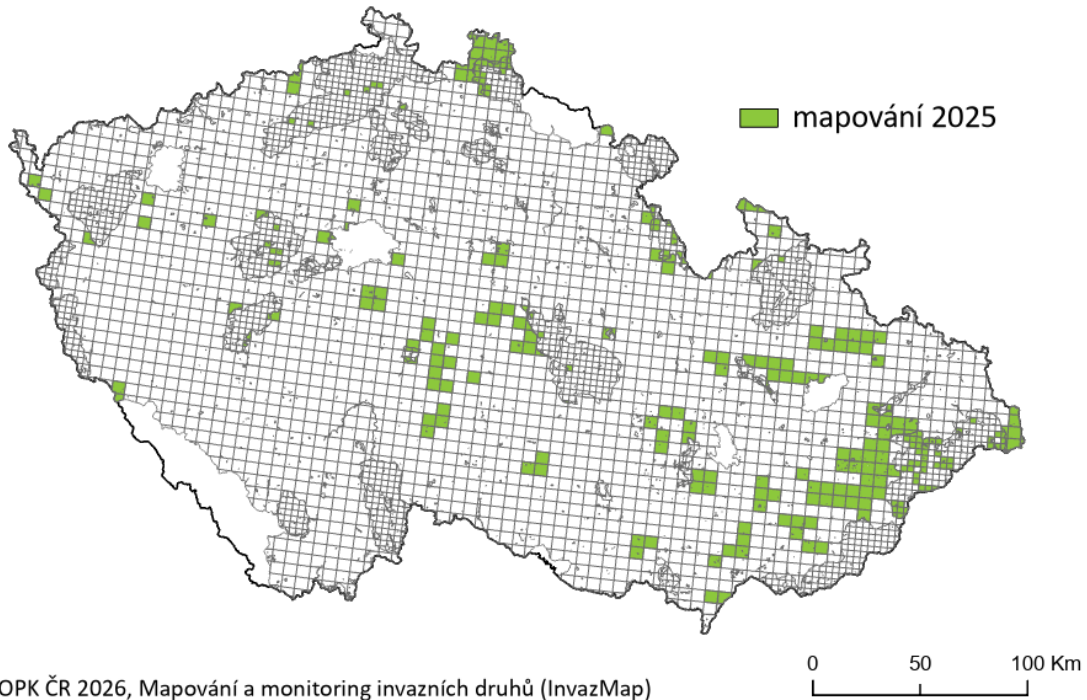 mapování 2025
0 50 100 Km
OPK ČR 2026, Mapování a monitoring invazních druhů (InvazMap)